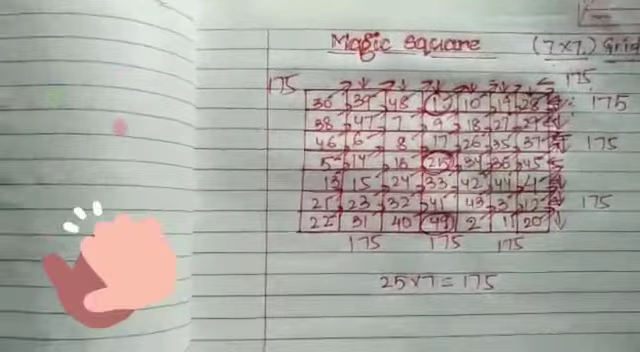 Magic Square (7×7) Grid
175 175
30 39 48 1 10 19 28 175
38 47 7 9 18 27 29
46 6 8 17 26 35 37 175
5 14 16 25 34 36 45
13 15 24 33 42 44 4
21 23 32 41 43 3 12 175
22 31 40 49 2 11 20
175 175 175
25×7=175